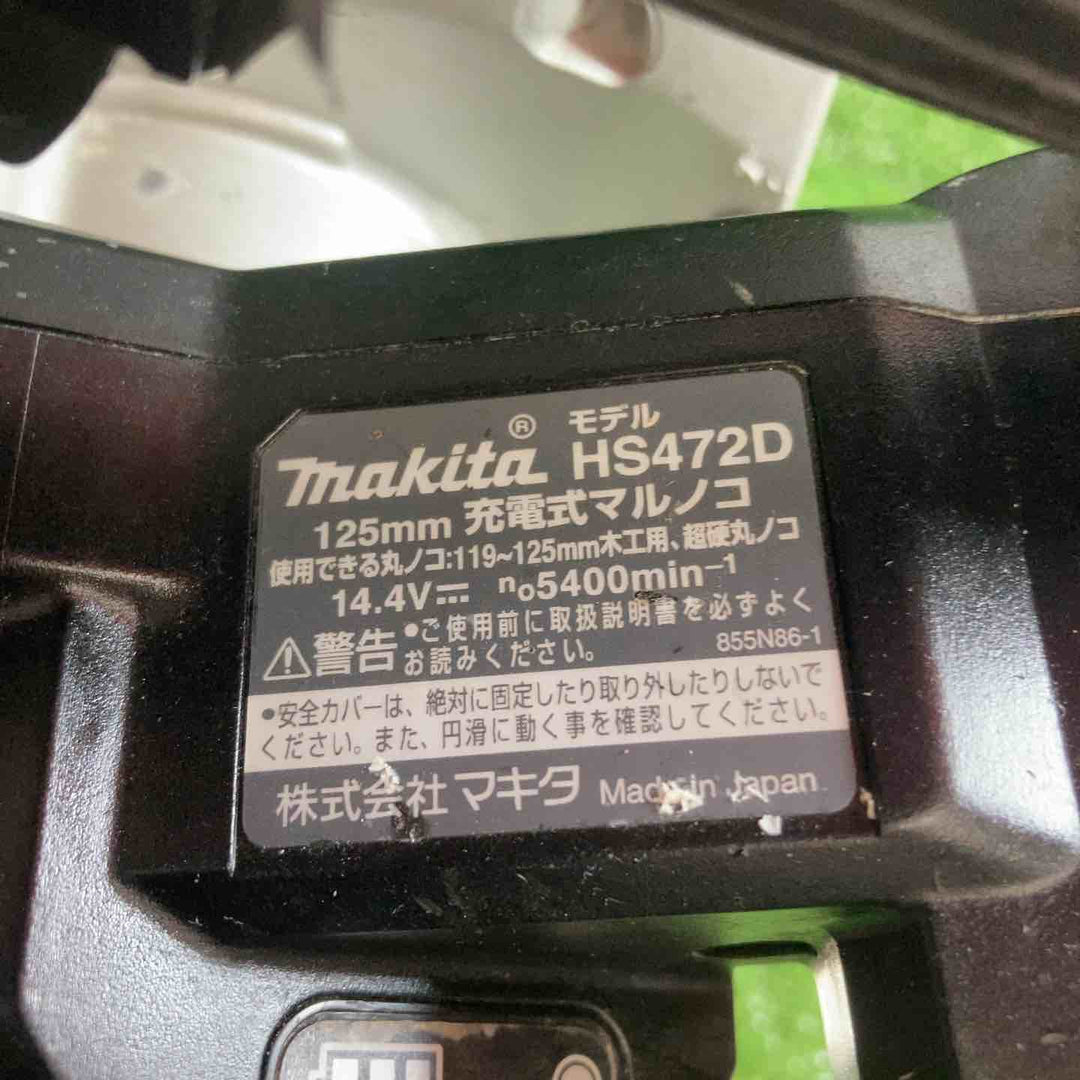 makita® モデル HS472D
125mm 充電式マルノコ
使用できる丸ノコ:119~125mm木工用、超硬丸ノコ
14.4V⎓ no5400min-1
⚠警告 •ご使用前に取扱説明書を必ずよく
お読みください。 855N86-1
•安全カバーは、絶対に固定したり取り外したりしないで
ください。また、円滑に動く事を確認してください。
株式会社 マキタ Made in Japan